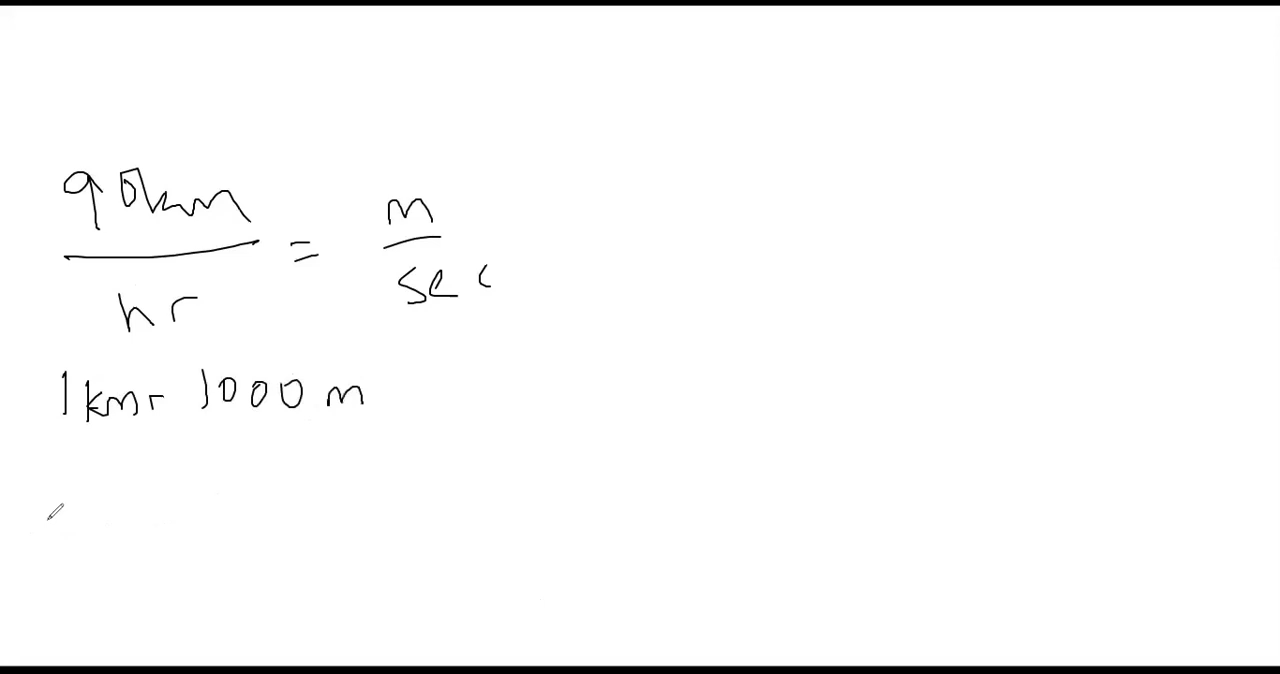 90km
hr
=
m
sec
1km= 1000 m